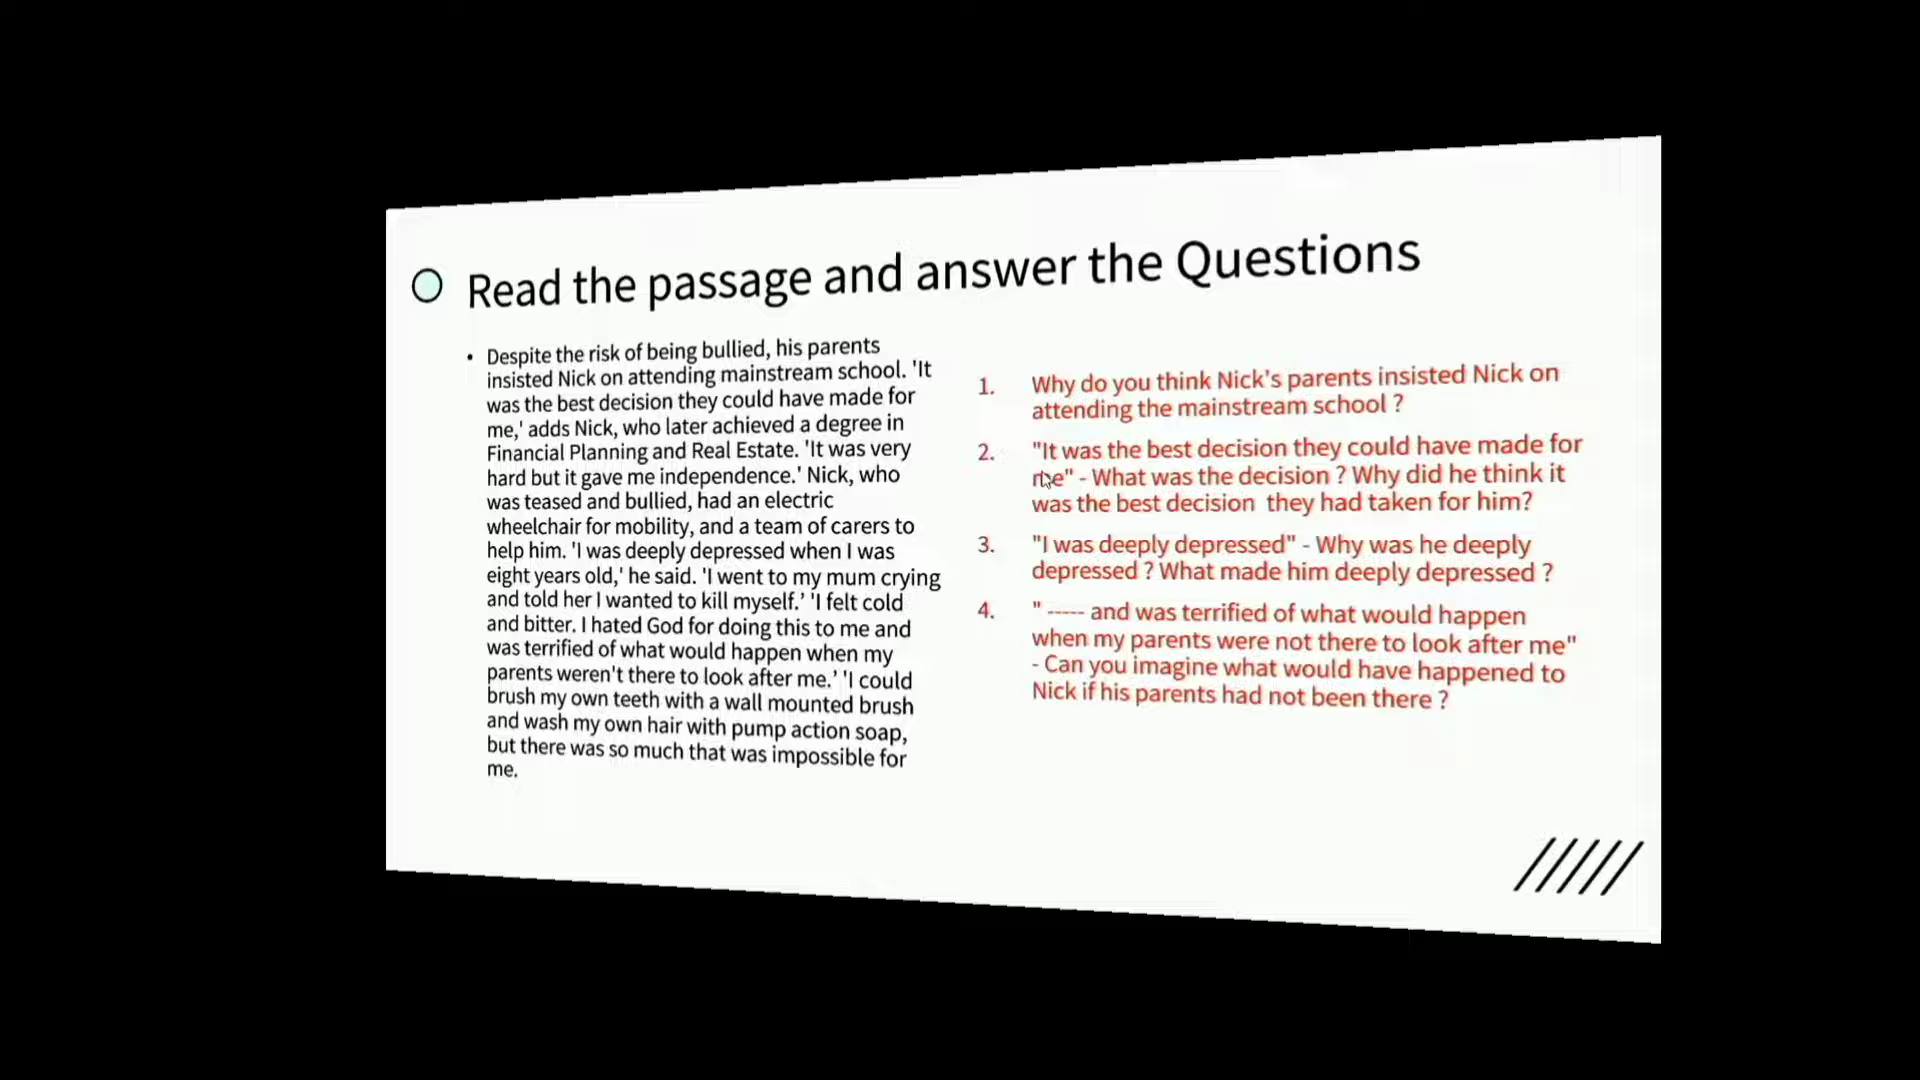 Read the passage and answer the Questions
• Despite the risk of being bullied, his parents
insisted Nick on attending mainstream school. 'It
was the best decision they could have made for
me,' adds Nick, who later achieved a degree in
Financial Planning and Real Estate. 'It was very
hard but it gave me independence.' Nick, who
was teased and bullied, had an electric
wheelchair for mobility, and a team of carers to
help him. 'I was deeply depressed when I was
eight years old,' he said. 'I went to my mum crying
and told her I wanted to kill myself.’ 'I felt cold
and bitter. I hated God for doing this to me and
was terrified of what would happen when my
parents weren't there to look after me.’ 'I could
brush my own teeth with a wall mounted brush
and wash my own hair with pump action soap,
but there was so much that was impossible for
me.
1. Why do you think Nick's parents insisted Nick on
attending the mainstream school ?
2. "It was the best decision they could have made for
me" - What was the decision ? Why did he think it
was the best decision they had taken for him?
3. "I was deeply depressed" - Why was he deeply
depressed ? What made him deeply depressed ?
4. " ----- and was terrified of what would happen
when my parents were not there to look after me"
- Can you imagine what would have happened to
Nick if his parents had not been there ?